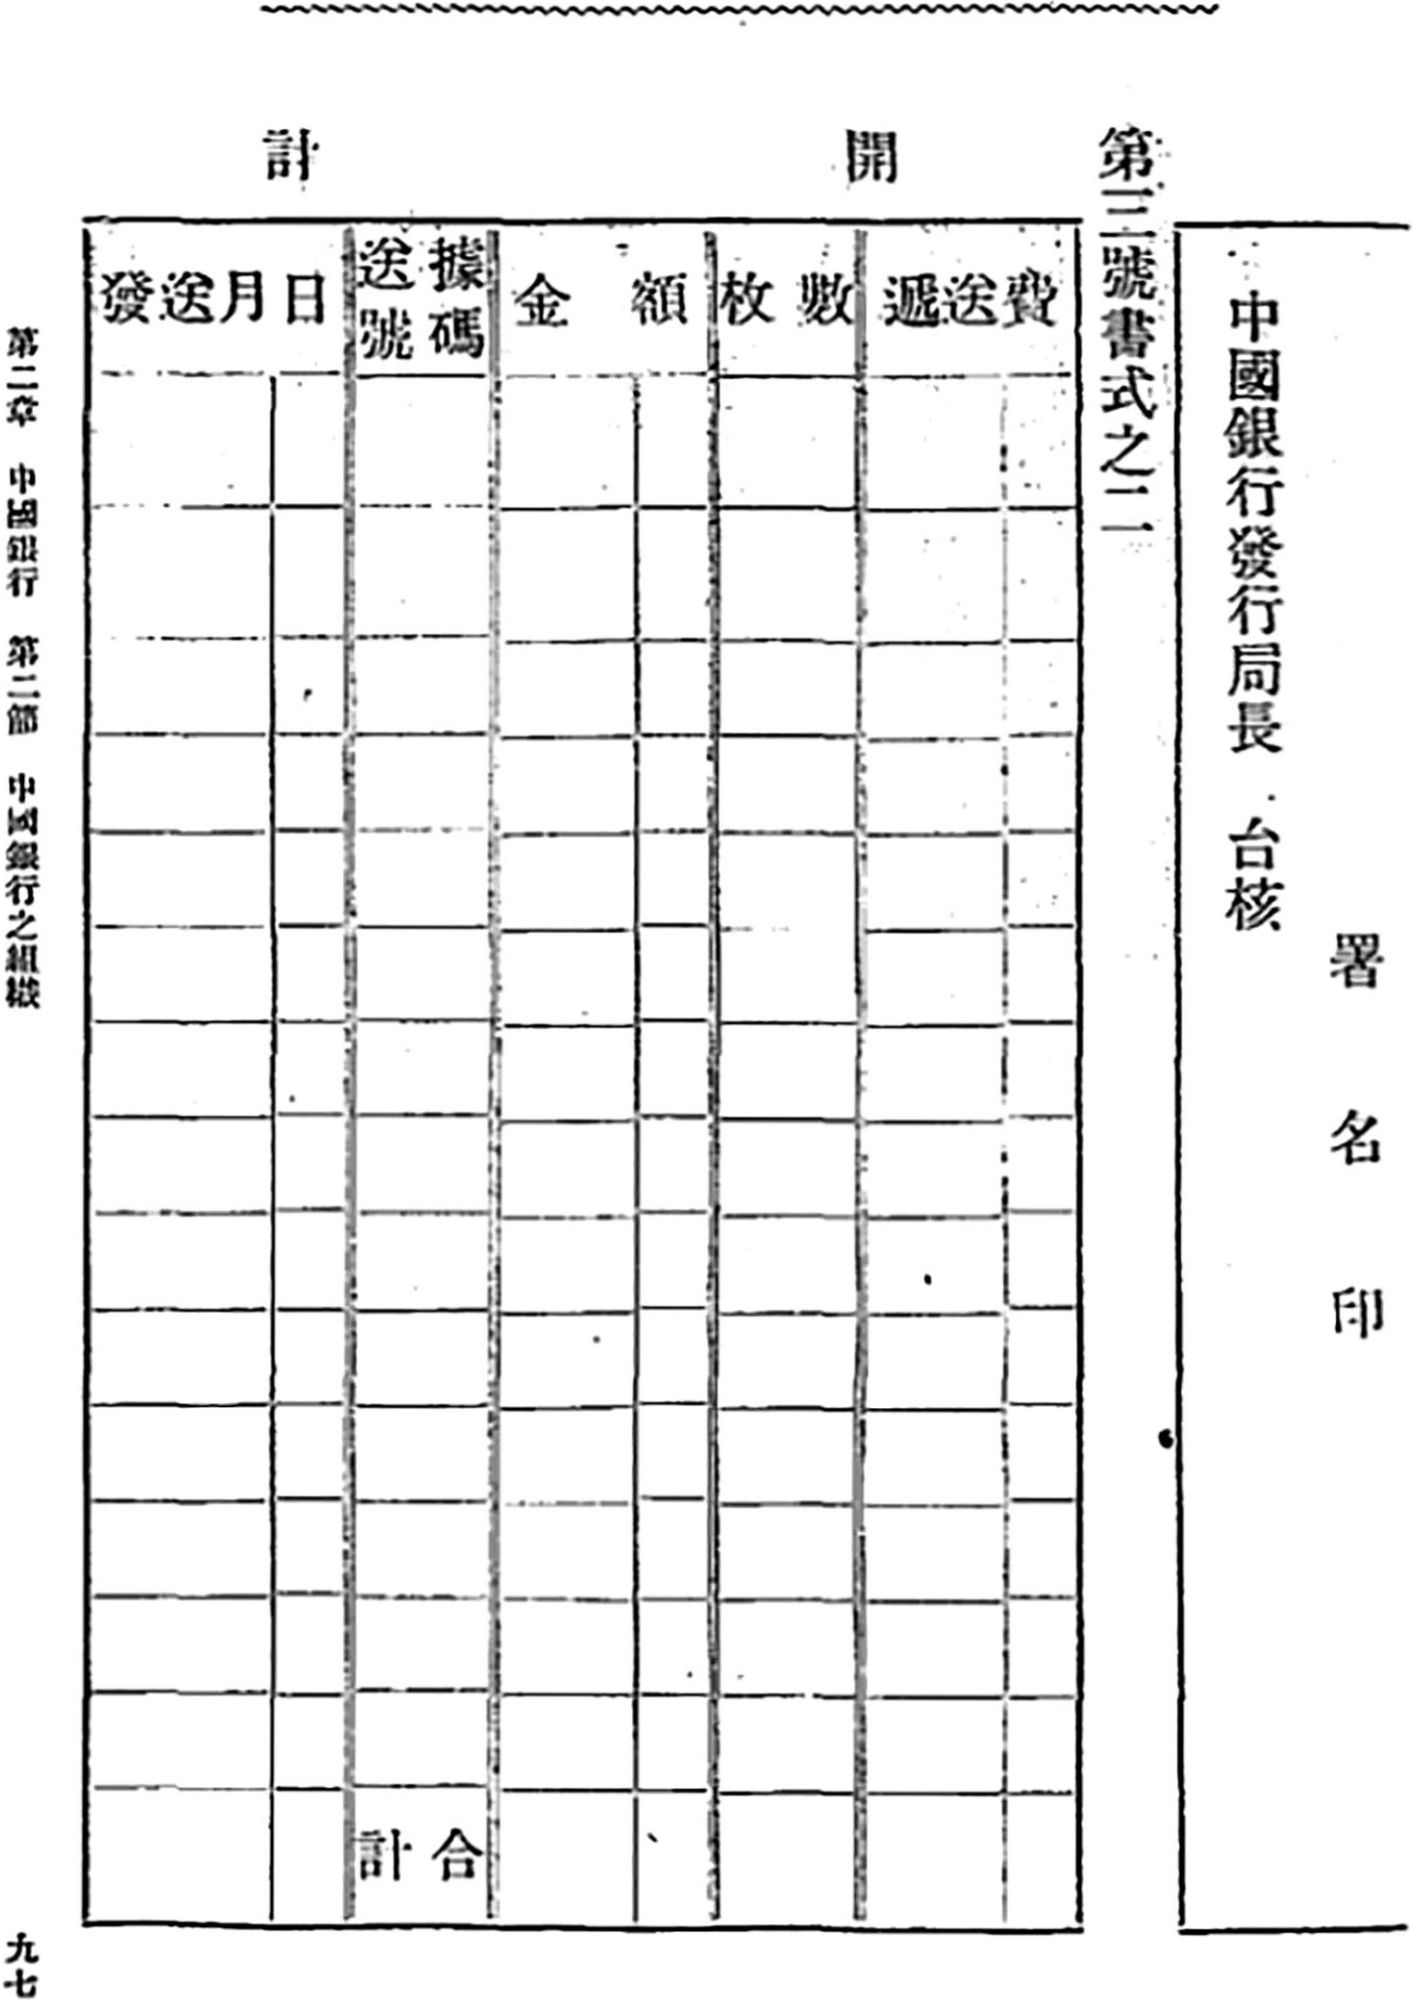 署名印
中國銀行發行局長 台核
第三號書式之二
計開
發送月日
送據號碼
金額
枚數
遞送費
計合
第二章 中國銀行 第二節 中國銀行之組織
九七